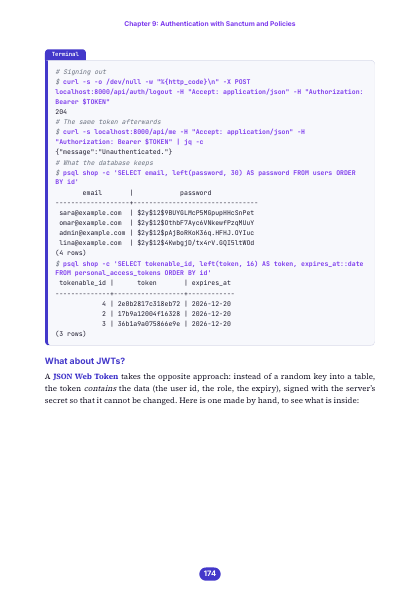 Chapter 9: Authentication with Sanctum and Policies
Terminal
# Signing out
$ curl -s -o /dev/null -w "%{http_code}\n" -X POST
localhost:8000/api/auth/logout -H "Accept: application/json" -H "Authorization:
Bearer $TOKEN"
204
# The same token afterwards
$ curl -s localhost:8000/api/me -H "Accept: application/json" -H
"Authorization: Bearer $TOKEN" | jq -c
{"message":"Unauthenticated."}
# What the database keeps
$ psql shop -c 'SELECT email, left(password, 30) AS password FROM users ORDER
BY id'
email | password
-------------------+--------------------------------
sara@example.com | $2y$12$9BUYGLMcP5MGpupHHcSnPet
omar@example.com | $2y$12$OthbF7Ayc6VNkewfPzqMUuY
admin@example.com | $2y$12$pAjBoRKoK36q.HFHJ.OYIuc
lina@example.com | $2y$12$4KwbgjD/tx4rV.GQI5ltWOd
(4 rows)
$ psql shop -c 'SELECT tokenable_id, left(token, 16) AS token, expires_at::date
FROM personal_access_tokens ORDER BY id'
tokenable_id | token | expires_at
--------------+------------------+------------
4 | 2e0b2817c318eb72 | 2026-12-20
2 | 17b9a12004f16328 | 2026-12-20
3 | 36b1a9a075866e9e | 2026-12-20
(3 rows)
What about JWTs?
A JSON Web Token takes the opposite approach: instead of a random key into a table,
the token contains the data (the user id, the role, the expiry), signed with the server's
secret so that it cannot be changed. Here is one made by hand, to see what is inside:
174